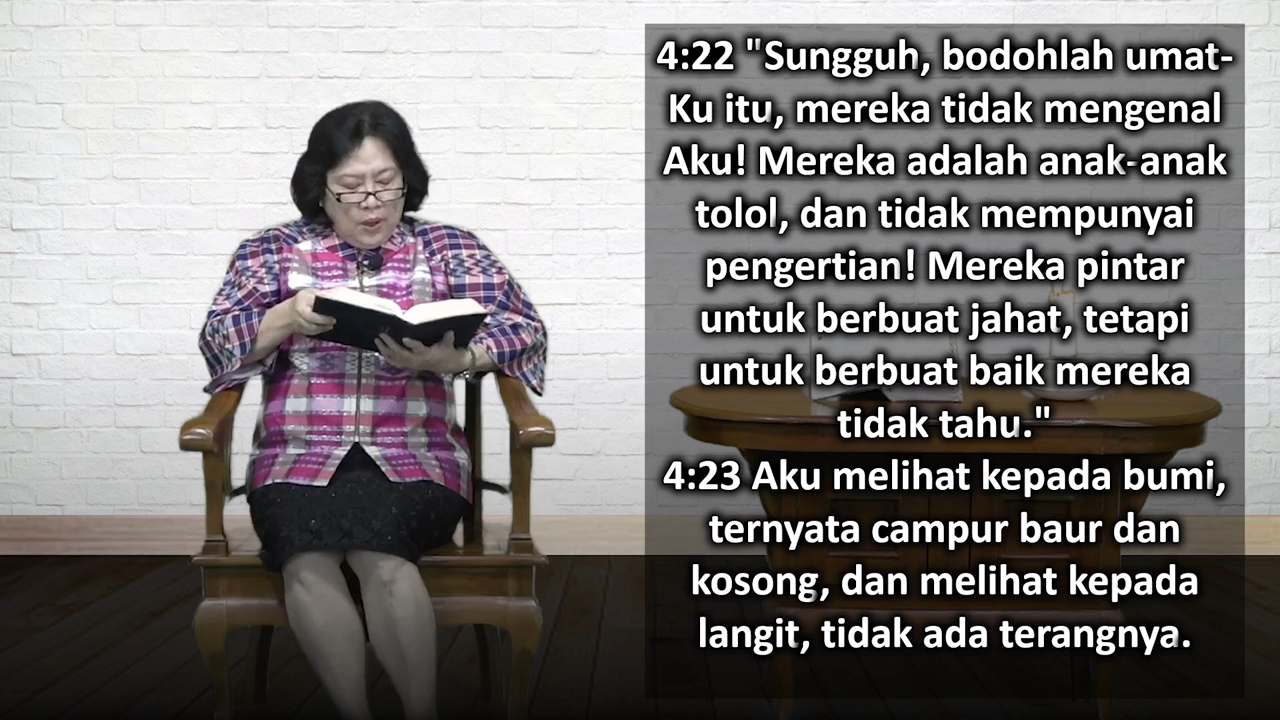 4:22 "Sungguh, bodohlah umat-
Ku itu, mereka tidak mengenal
Aku! Mereka adalah anak-anak
tolol, dan tidak mempunyai
pengertian! Mereka pintar
untuk berbuat jahat, tetapi
untuk berbuat baik mereka
tidak tahu."
4:23 Aku melihat kepada bumi,
ternyata campur baur dan
kosong, dan melihat kepada
langit, tidak ada terangnya.